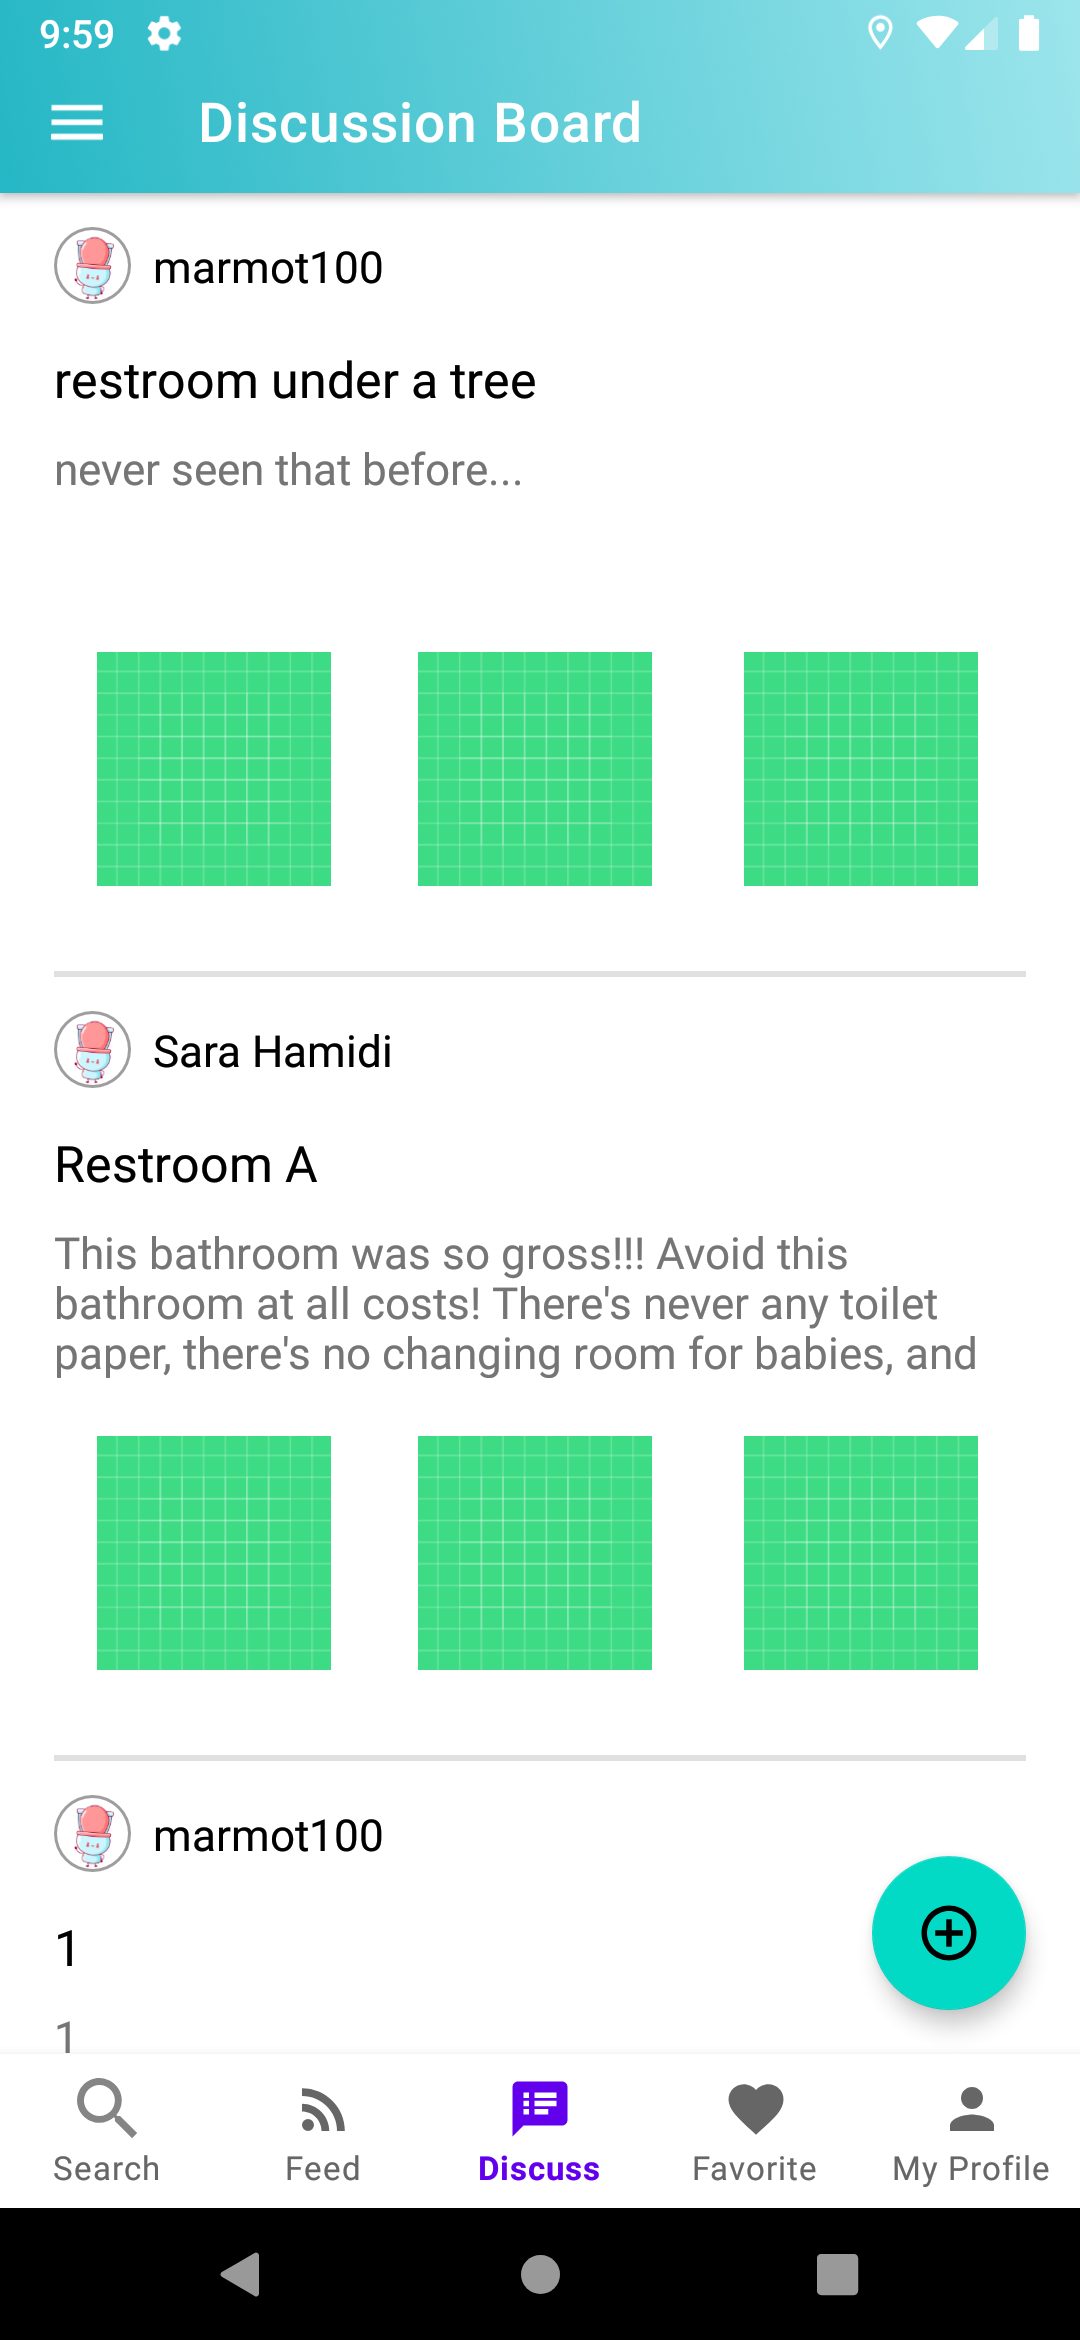 9:59
Discussion Board
marmot100
restroom under a tree
never seen that before...
Sara Hamidi
Restroom A
This bathroom was so gross!!! Avoid this
bathroom at all costs! There's never any toilet
paper, there's no changing room for babies, and
marmot100
1
1
Search
Feed
Discuss
Favorite
My Profile